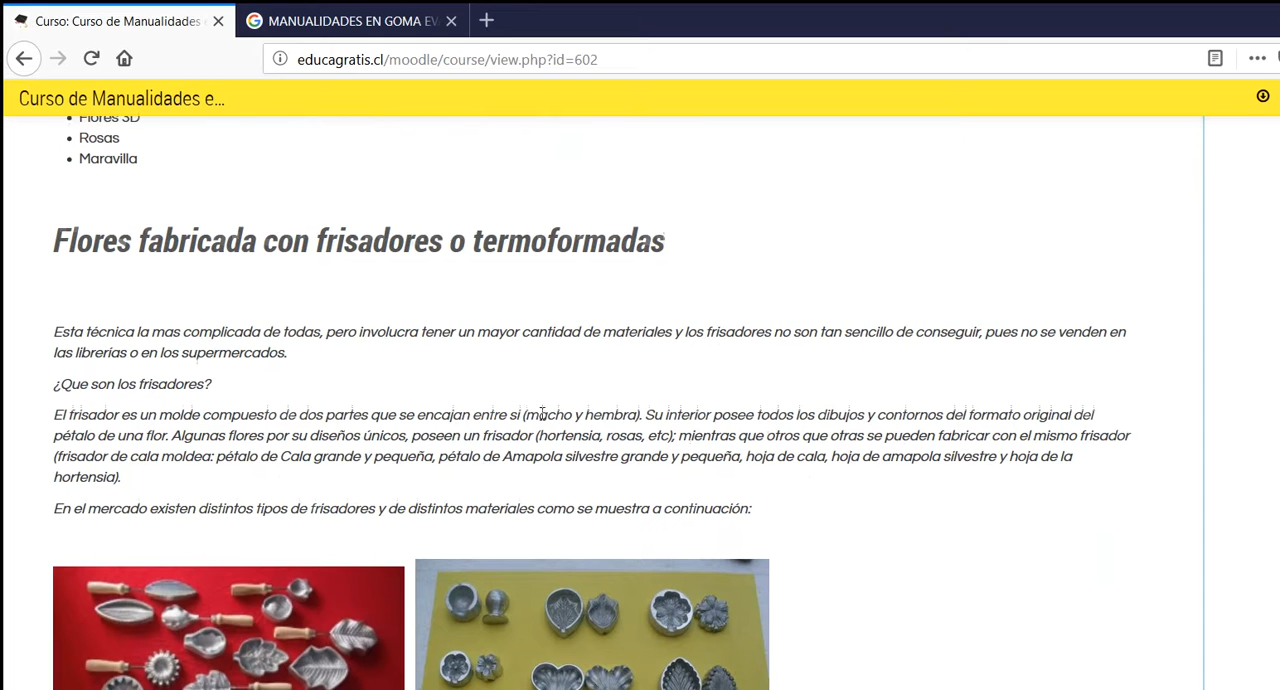 Curso: Curso de Manualidades
MANUALIDADES EN GOMA EV
educagratis.cl/moodle/course/view.php?id=602
Curso de Manualidades e...
Flores 3D
Rosas
Maravilla
Flores fabricada con frisadores o termoformadas
Esta técnica la mas complicada de todas, pero involucra tener un mayor cantidad de materiales y los frisadores no son tan sencillo de conseguir, pues no se venden en
las librerías o en los supermercados.
¿Que son los frisadores?
El frisador es un molde compuesto de dos partes que se encajan entre si (macho y hembra). Su interior posee todos los dibujos y contornos del formato original del
pétalo de una flor. Algunas flores por su diseños únicos, poseen un frisador (hortensia, rosas, etc); mientras que otros que otras se pueden fabricar con el mismo frisador
(frisador de cala moldea: pétalo de Cala grande y pequeña, pétalo de Amapola silvestre grande y pequeña, hoja de cala, hoja de amapola silvestre y hoja de la
hortensia).
En el mercado existen distintos tipos de frisadores y de distintos materiales como se muestra a continuación: